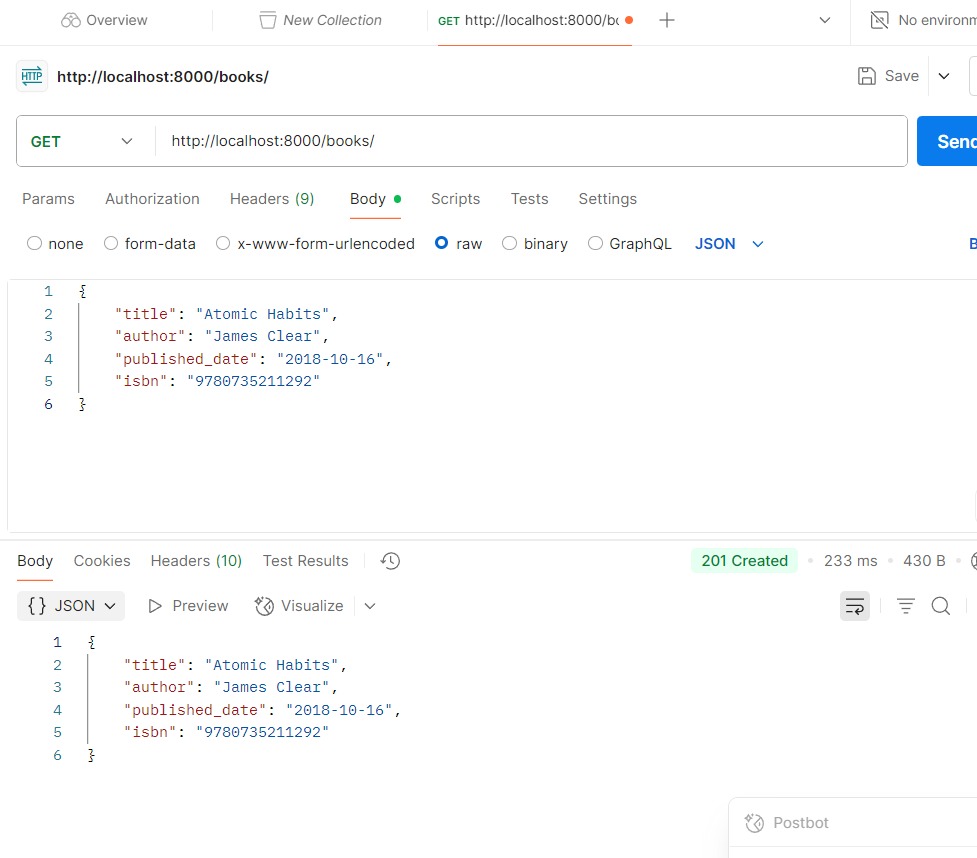 Overview New Collection GET http://localhost:8000/bo No environm
HTTP http://localhost:8000/books/ Save
GET http://localhost:8000/books/ Send
Params Authorization Headers (9) Body Scripts Tests Settings
none form-data x-www-form-urlencoded raw binary GraphQL JSON B
1 {
2 "title": "Atomic Habits",
3 "author": "James Clear",
4 "published_date": "2018-10-16",
5 "isbn": "9780735211292"
6 }
Body Cookies Headers (10) Test Results 201 Created • 233 ms • 430 B •
{} JSON Preview Visualize
1 {
2 "title": "Atomic Habits",
3 "author": "James Clear",
4 "published_date": "2018-10-16",
5 "isbn": "9780735211292"
6 }
Postbot